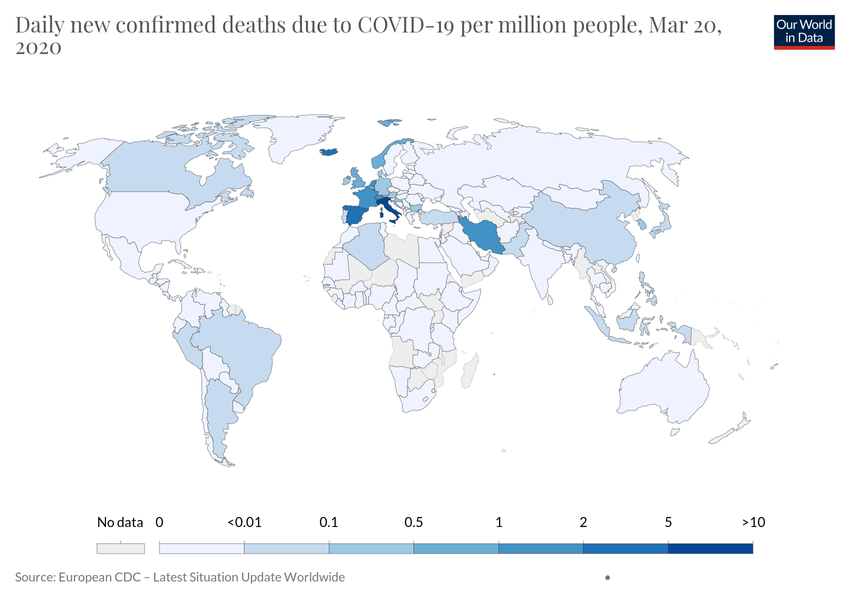 Daily new confirmed deaths due to COVID-19 per million people, Mar 20,
2020
Our World
in Data
No data 0 <0.01 0.1 0.5 1 2 5 >10
Source: European CDC – Latest Situation Update Worldwide